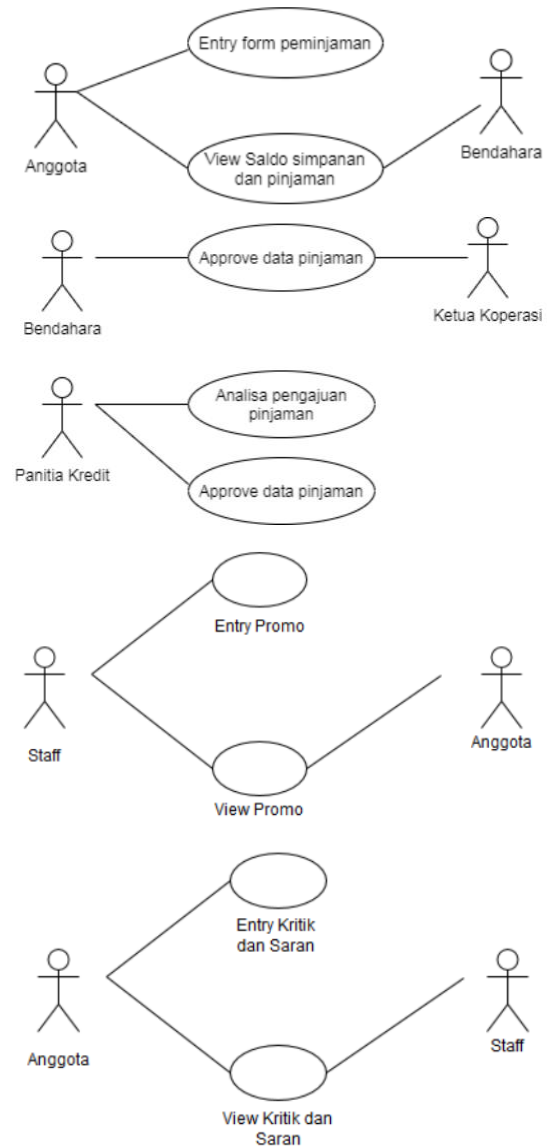 Entry form peminjaman
Anggota
View Saldo simpanan
dan pinjaman
Bendahara
Approve data pinjaman
Bendahara
Ketua Koperasi
Analisa pengajuan
pinjaman
Panitia Kredit
Approve data pinjaman
Entry Promo
Staff
Anggota
View Promo
Entry Kritik
dan Saran
Anggota
Staff
View Kritik dan
Saran